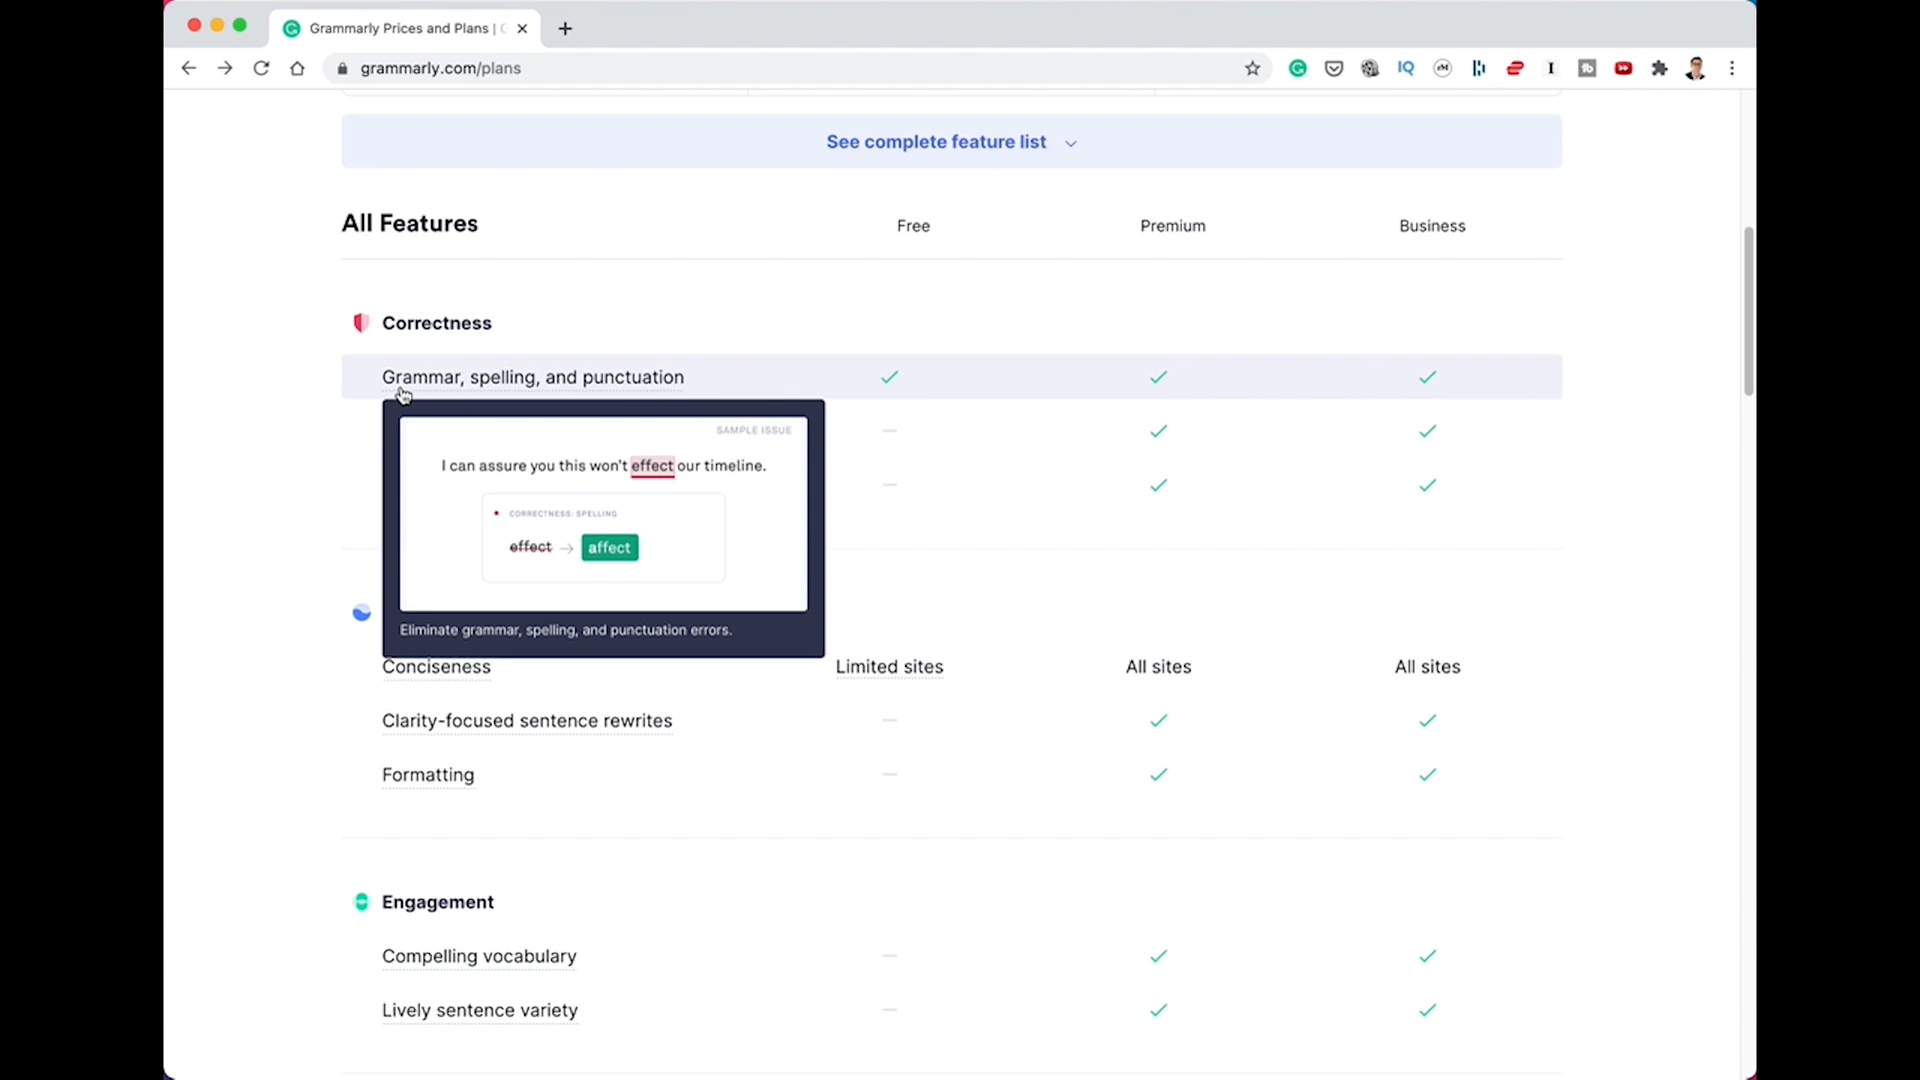 Grammarly Prices and Plans |
grammarly.com/plans
See complete feature list
All Features Free Premium Business
Correctness
Grammar, spelling, and punctuation
SAMPLE ISSUE
I can assure you this won't effect our timeline.
CORRECTNESS: SPELLING
effect → affect
Eliminate grammar, spelling, and punctuation errors.
Conciseness Limited sites All sites All sites
Clarity-focused sentence rewrites
Formatting
Engagement
Compelling vocabulary
Lively sentence variety